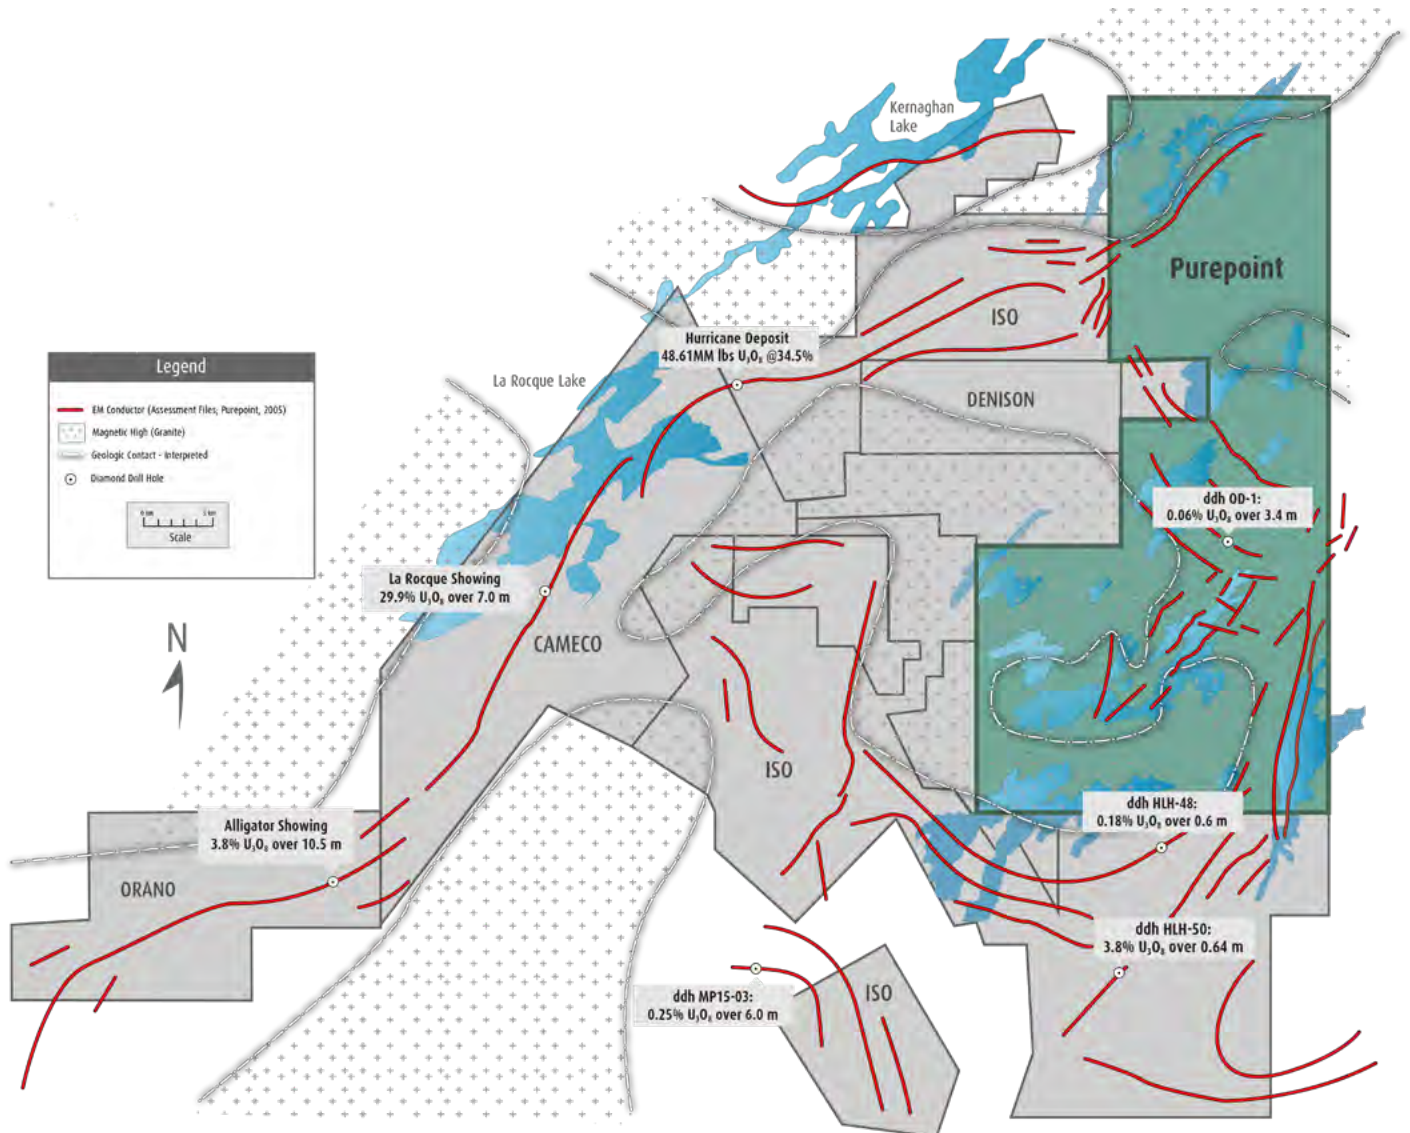 Kernaghan
Lake
Purepoint
ISO
Hurricane Deposit
48.61MM lbs U₃O₈ @34.5%
Legend
EM Conductor (Assessment Files; Purepoint, 2005)
Magnetic High (Granite)
Geologic Contact - Interpreted
Diamond Drill Hole
Scale
La Rocque Lake
DENISON
ddh OD-1:
0.06% U₃O₈ over 3.4 m
La Rocque Showing
29.9% U₃O₈ over 7.0 m
N
CAMECO
ISO
ddh HLH-48:
0.18% U₃O₈ over 0.6 m
Alligator Showing
3.8% U₃O₈ over 10.5 m
ORANO
ddh HLH-50:
3.8% U₃O₈ over 0.64 m
ISO
ddh MP15-03:
0.25% U₃O₈ over 6.0 m